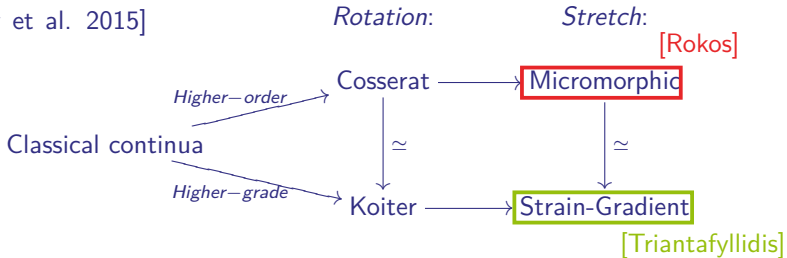 et al. 2015]
Rotation: Stretch:
[Rokos]
Cosserat Micromorphic
Higher−order
Classical continua ≃ ≃
Higher−grade
Koiter Strain-Gradient
[Triantafyllidis]